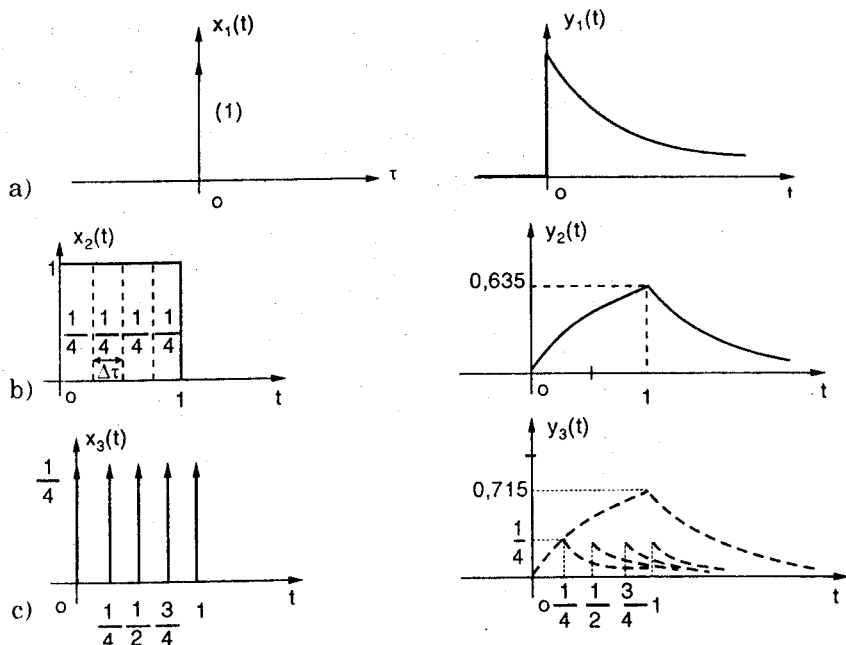 x₁(t)
y₁(t)
(1)
a)
τ
o
o
t
x₂(t)
y₂(t)
1
0,635
1/4 1/4 1/4 1/4
Δτ
b)
o
1
t
o
1
t
x₃(t)
y₃(t)
1/4
0,715
1/4
c)
o
1/4 1/2 3/4 1
t
o 1/4 1/2 3/4 1
t